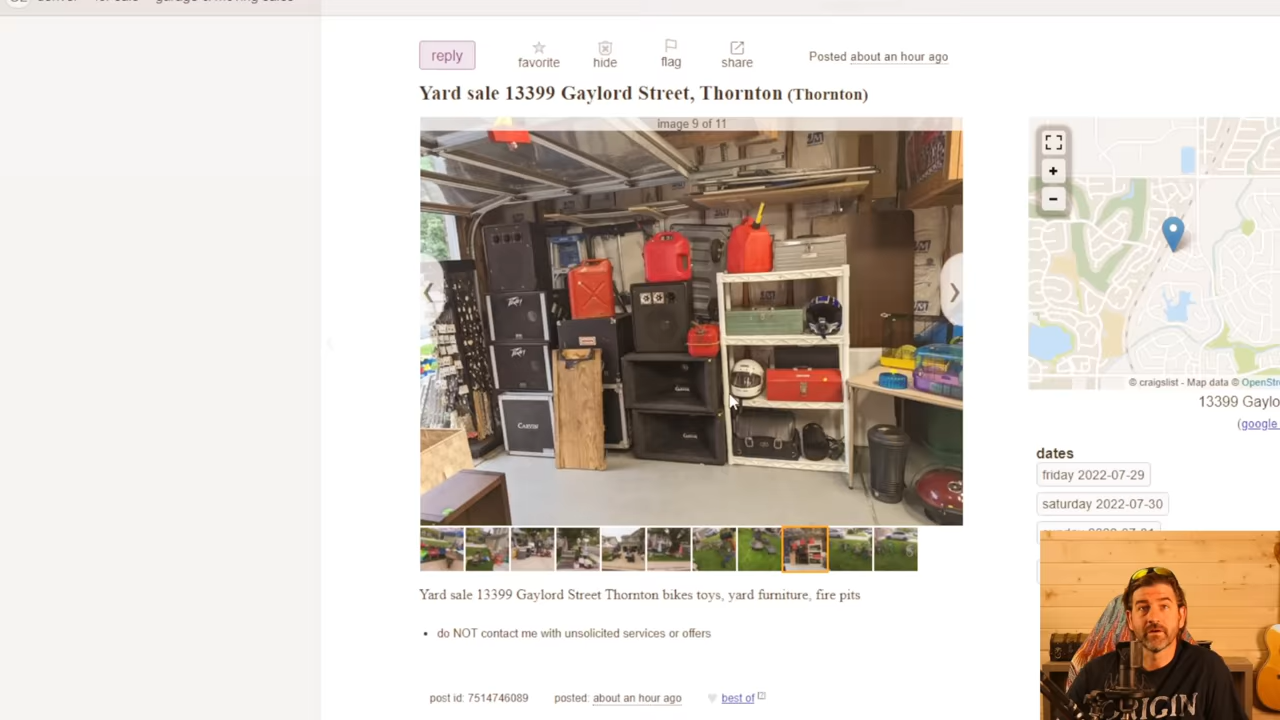 reply
favorite
hide
flag
share
Posted about an hour ago
Yard sale 13399 Gaylord Street, Thornton (Thornton)
image 9 of 11
PEAVEY
PEAVEY
CARVIN
+
-
© craigslist - Map data © OpenStre
13399 Gaylo
(google
dates
friday 2022-07-29
saturday 2022-07-30
Yard sale 13399 Gaylord Street Thornton bikes toys, yard furniture, fire pits
• do NOT contact me with unsolicited services or offers
post id: 7514746089
posted: about an hour ago
best of [?]
ORIGIN